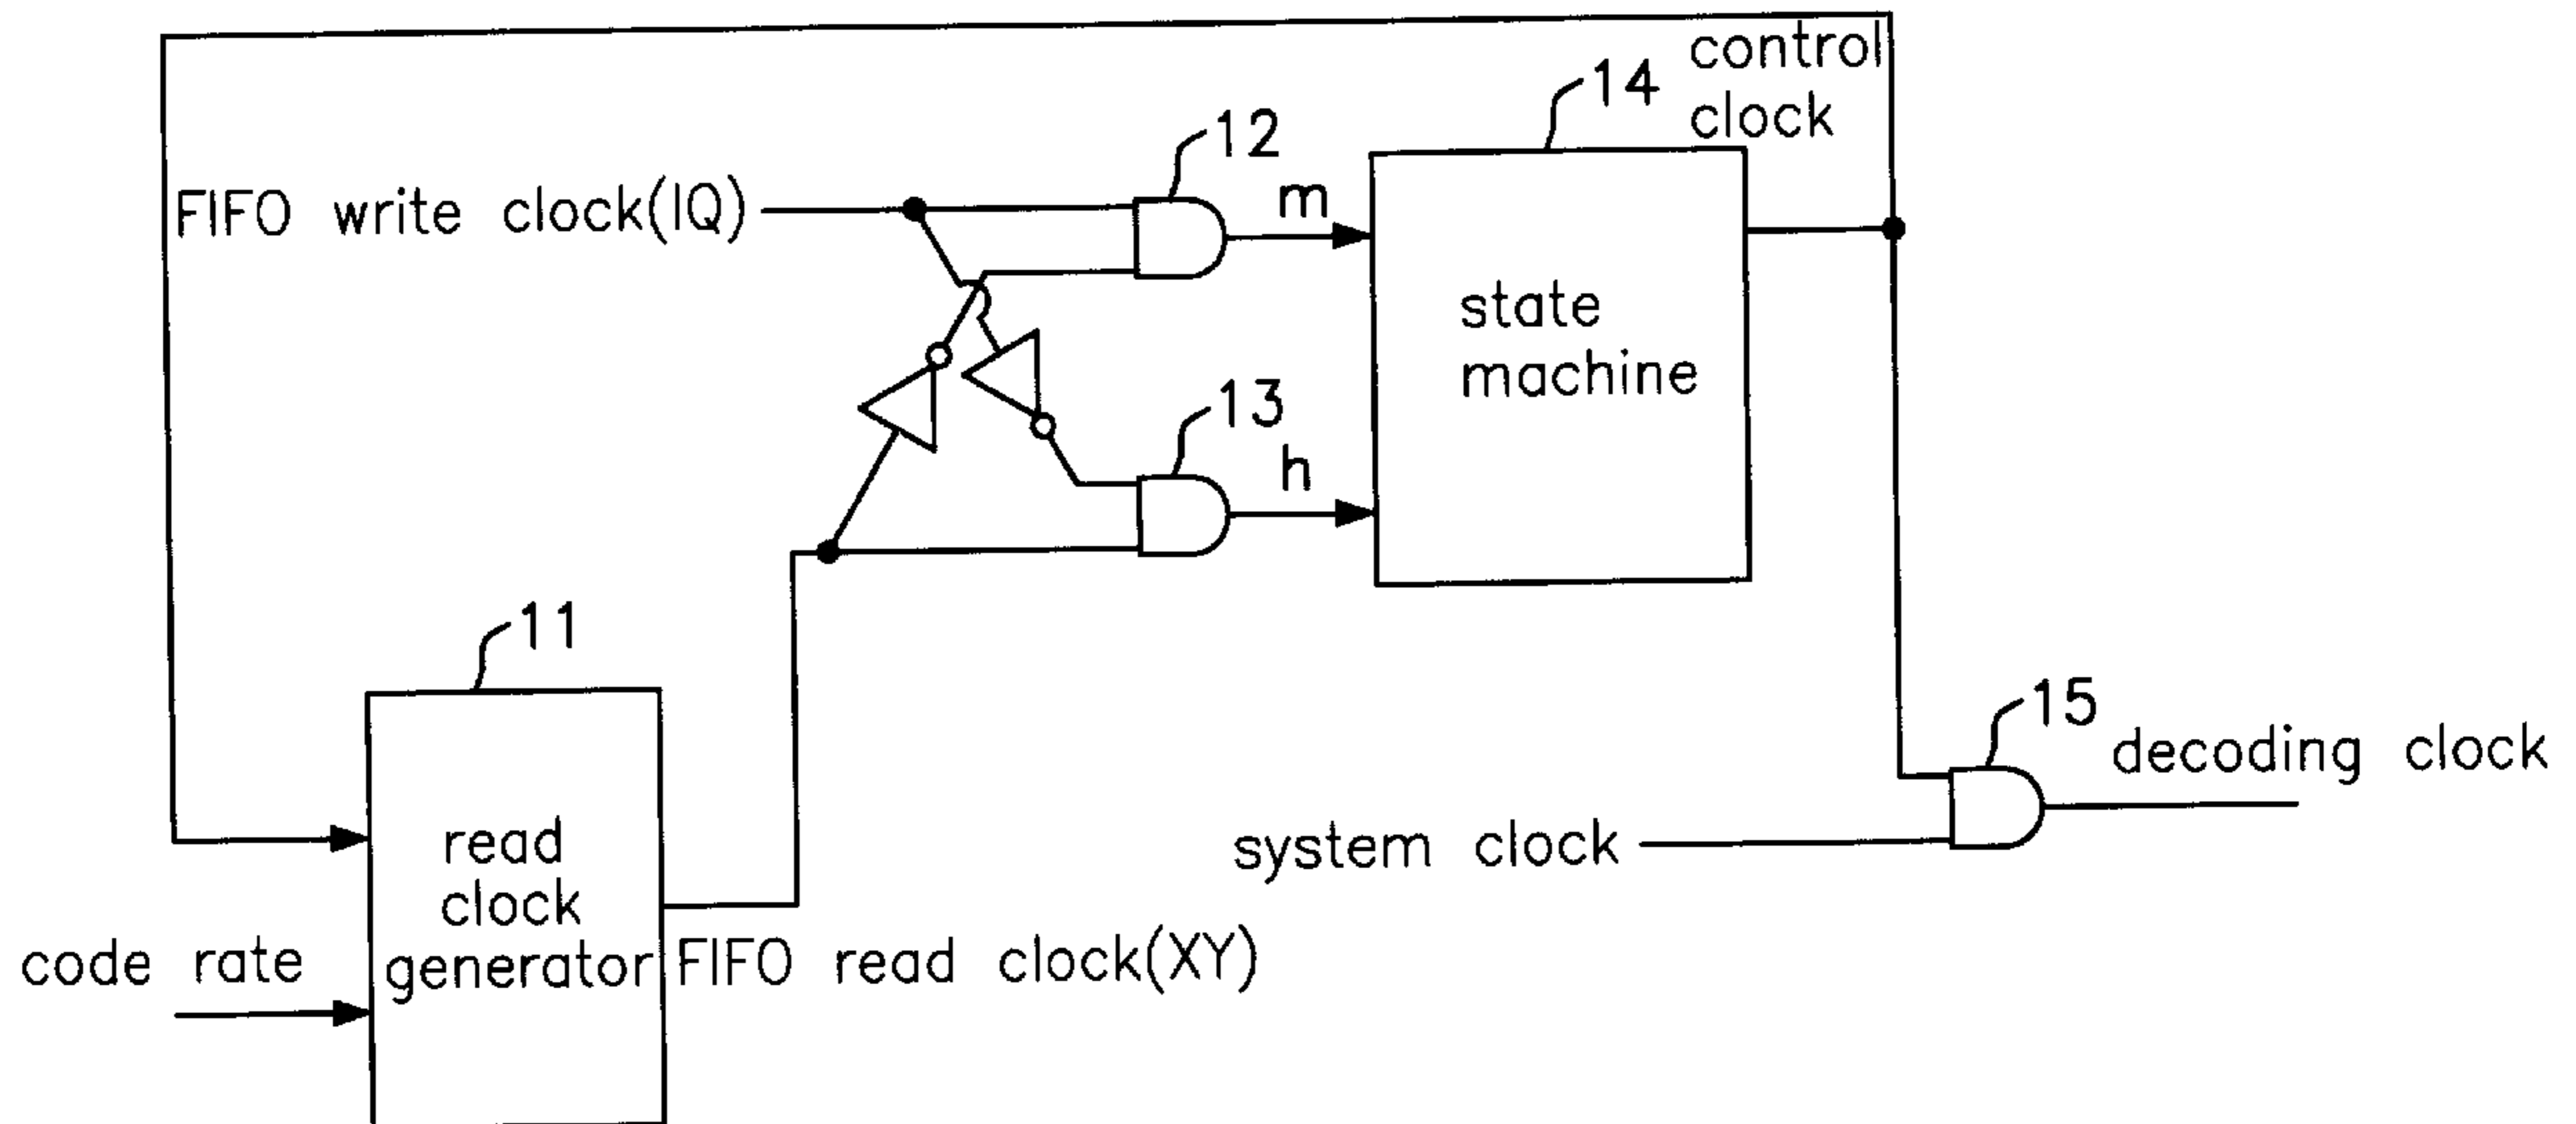 control
clock
14
12
FIFO write clock(IQ)
m
state
machine
13
h
11
15
decoding clock
system clock
read
clock
generator
code rate
FIFO read clock(XY)